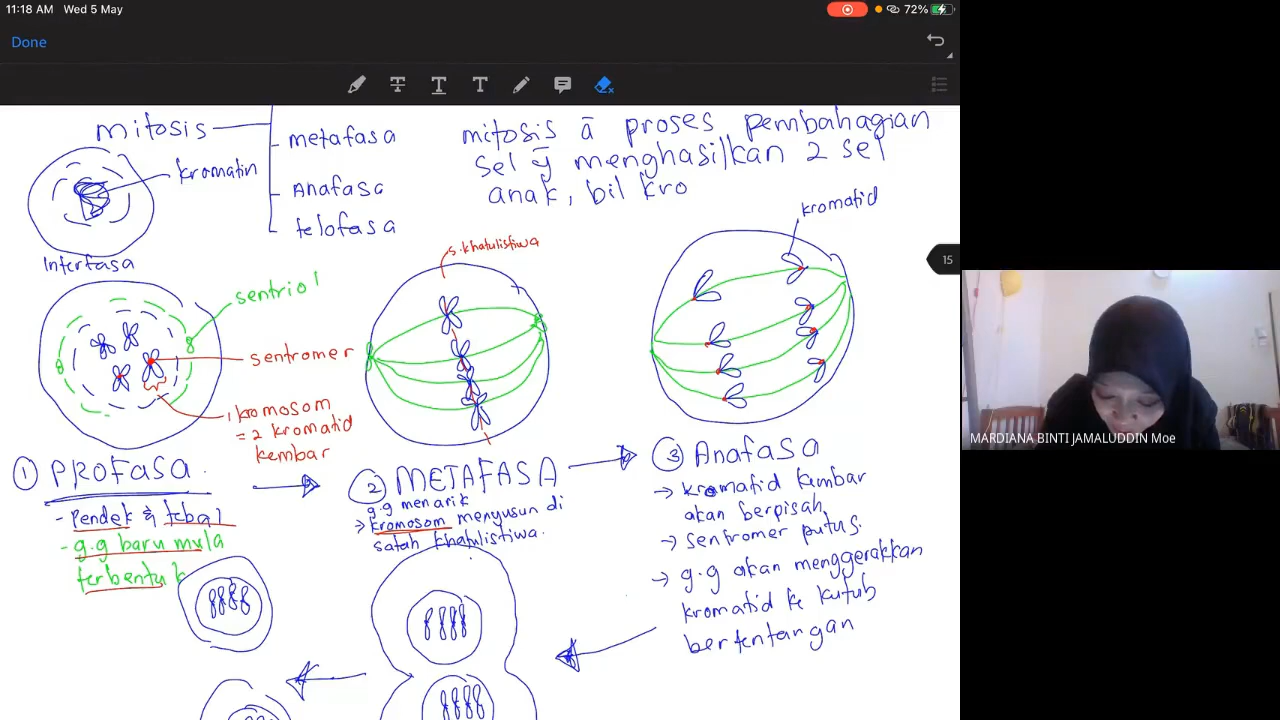 11:18 AM Wed 5 May
72%
Done
mitosis
metafasa
Anafasa
telofasa
kromatin
Interfasa
mitosis ā proses pembahagian
sel ȳ menghasilkan 2 sel
anak, bil kro
15
sentriol
sentromer
1 kromosom
= 2 kromatid
kembar
s. khatulistiwa
kromatid
① PROFASA
- Pendek & tebal
- g.g baru mula
terbentuk
② METAFASA
g.g menarik
→ kromosom menyusun di
satah khatulistiwa.
③ Anafasa
→ kromatid kembar
akan berpisah
→ sentromer putus.
→ g.g akan menggerakkan
kromatid ke kutub
bertentangan
MARDIANA BINTI JAMALUDDIN Moe